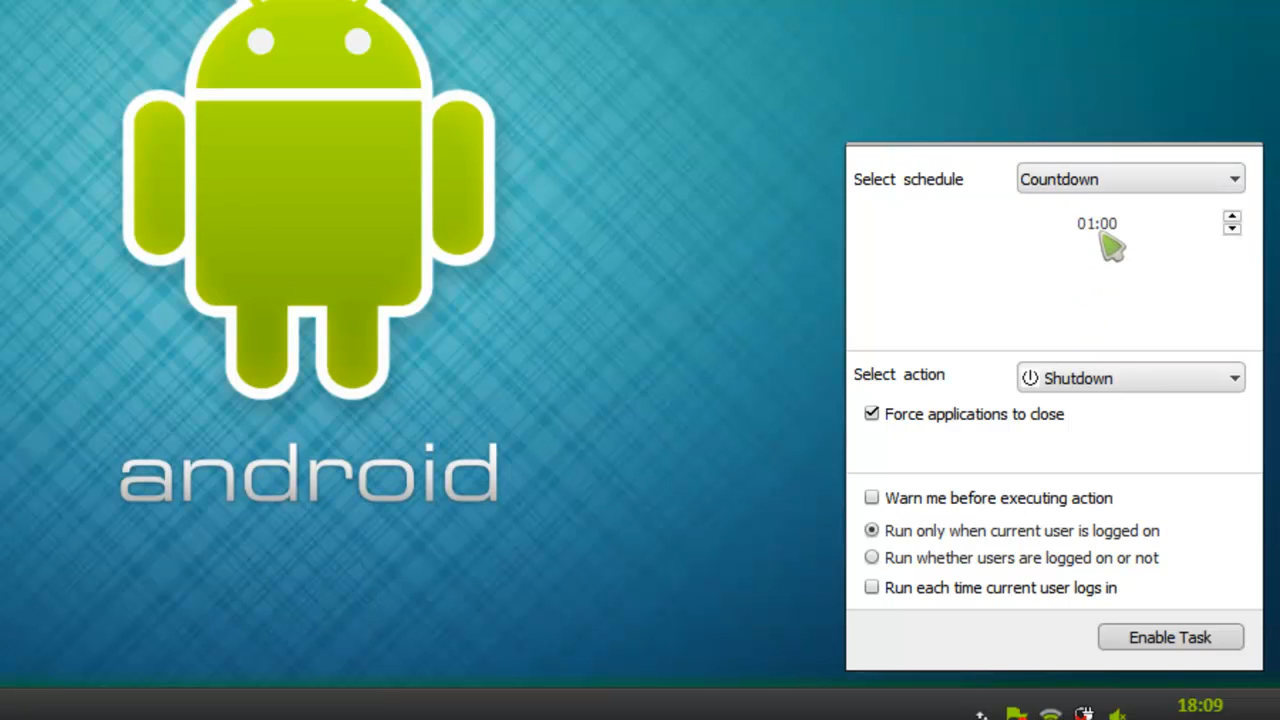 android
Select schedule
Countdown
01:00
Select action
Shutdown
Force applications to close
Warn me before executing action
Run only when current user is logged on
Run whether users are logged on or not
Run each time current user logs in
Enable Task
18:09